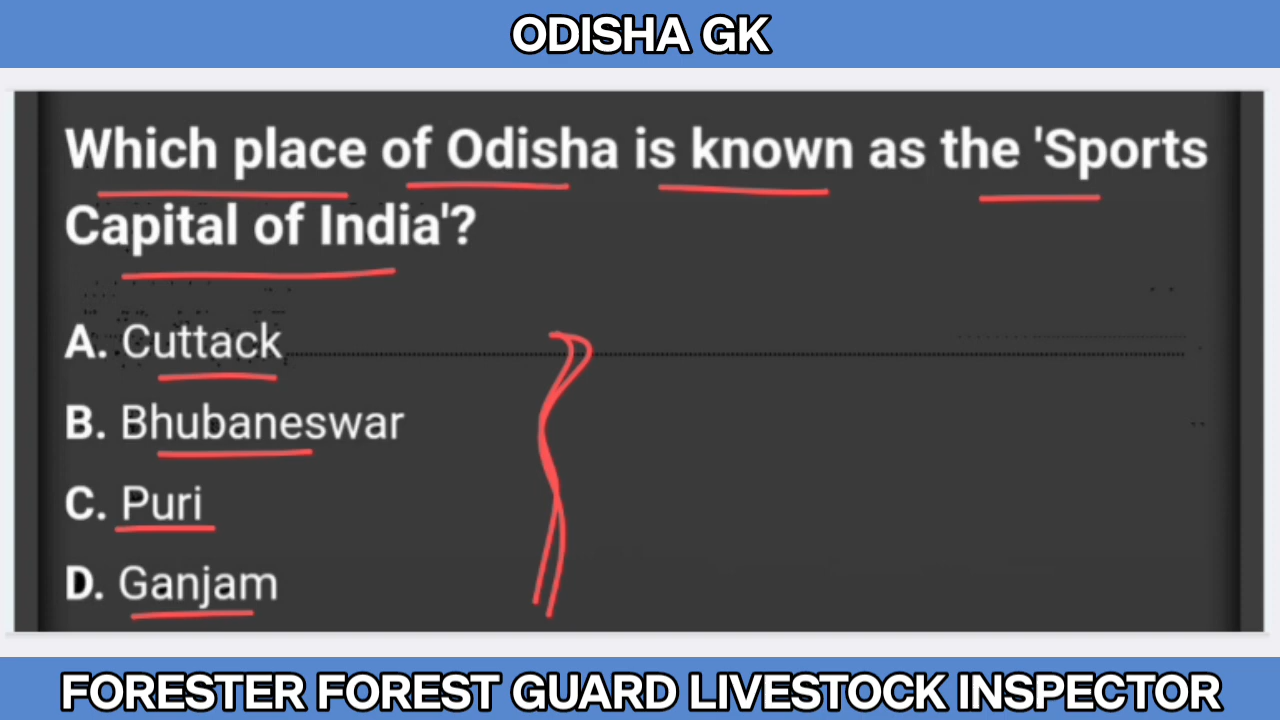 ODISHA GK
Which place of Odisha is known as the 'Sports
Capital of India'?
A. Cuttack
B. Bhubaneswar
C. Puri
D. Ganjam
FORESTER FOREST GUARD LIVESTOCK INSPECTOR